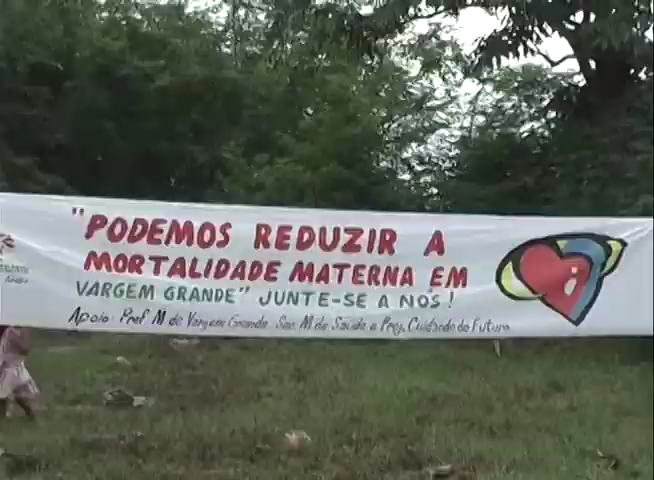 "PODEMOS REDUZIR A
MORTALIDADE MATERNA EM
VARGEM GRANDE" JUNTE-SE A NÓS!
Apoio: Pref. M de Vargem Grande, Sec. M de Saúde e Proj. Cuidando do Futuro